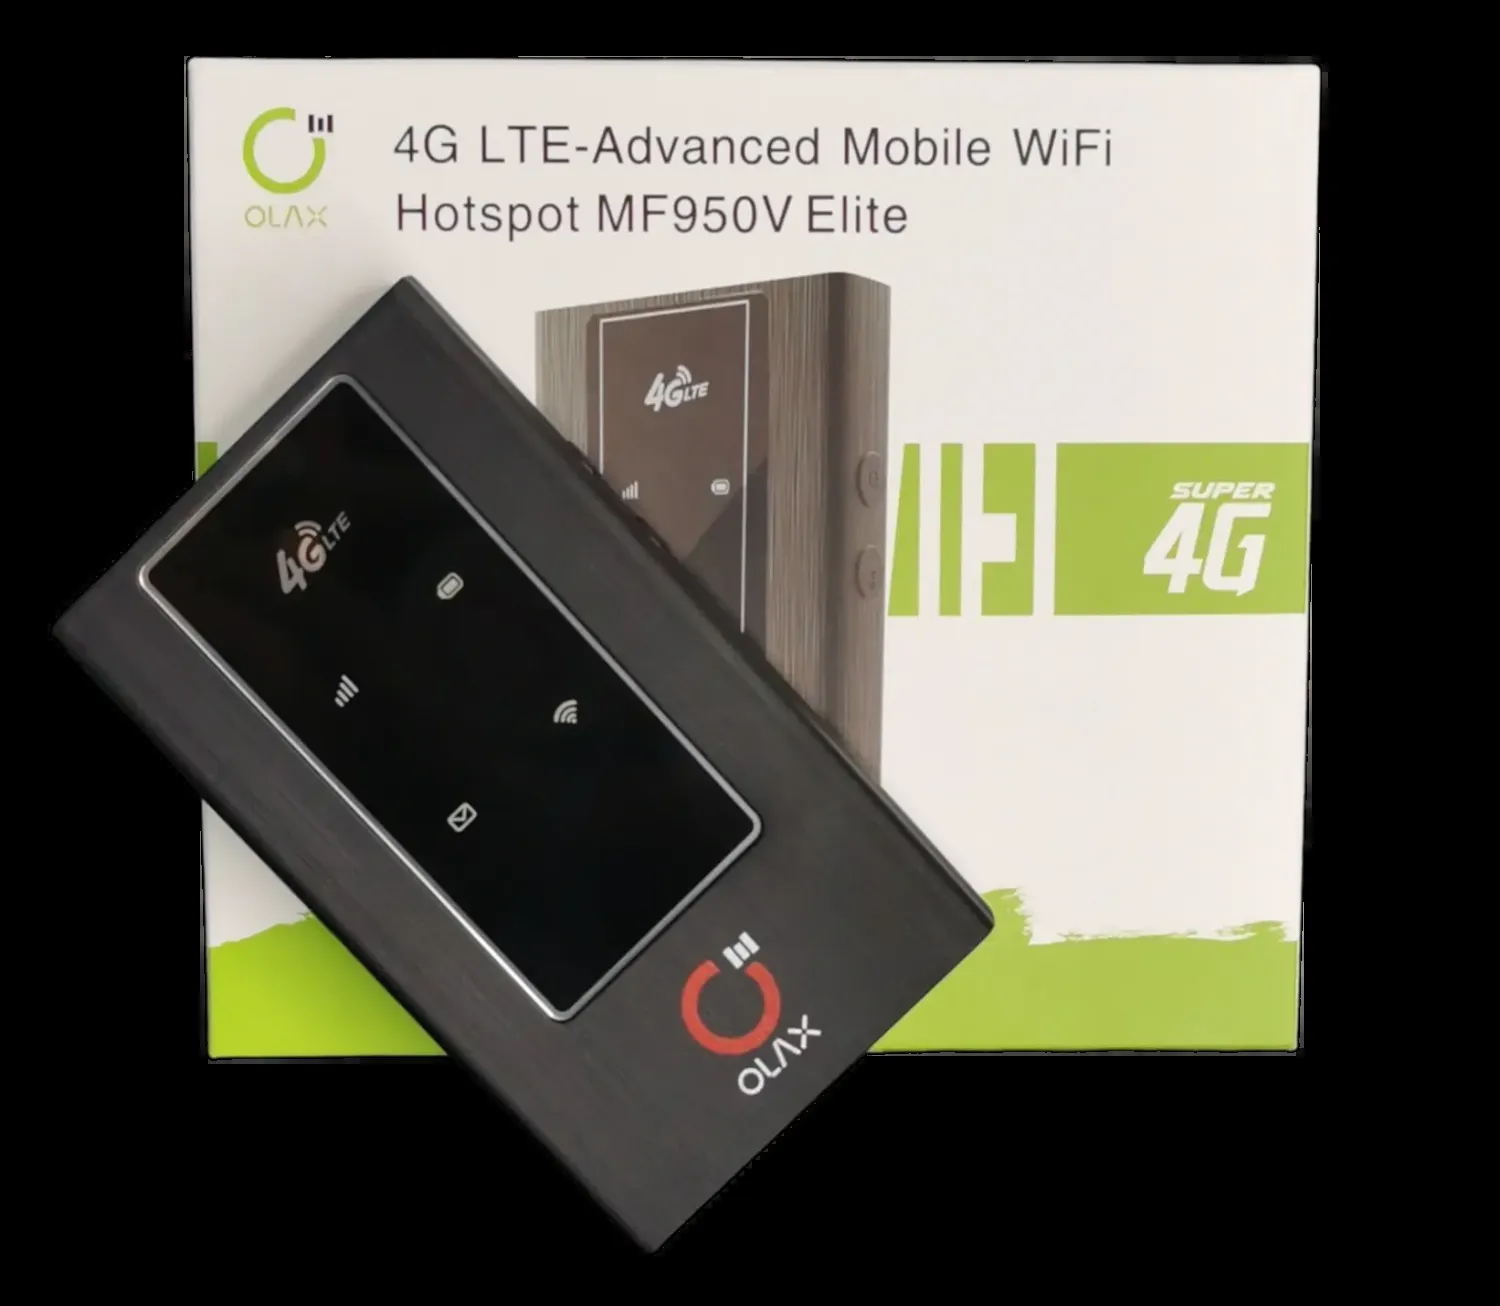 OLAX
4G LTE-Advanced Mobile WiFi
Hotspot MF950V Elite
4G LTE
SUPER
4G
4G LTE
OLAX